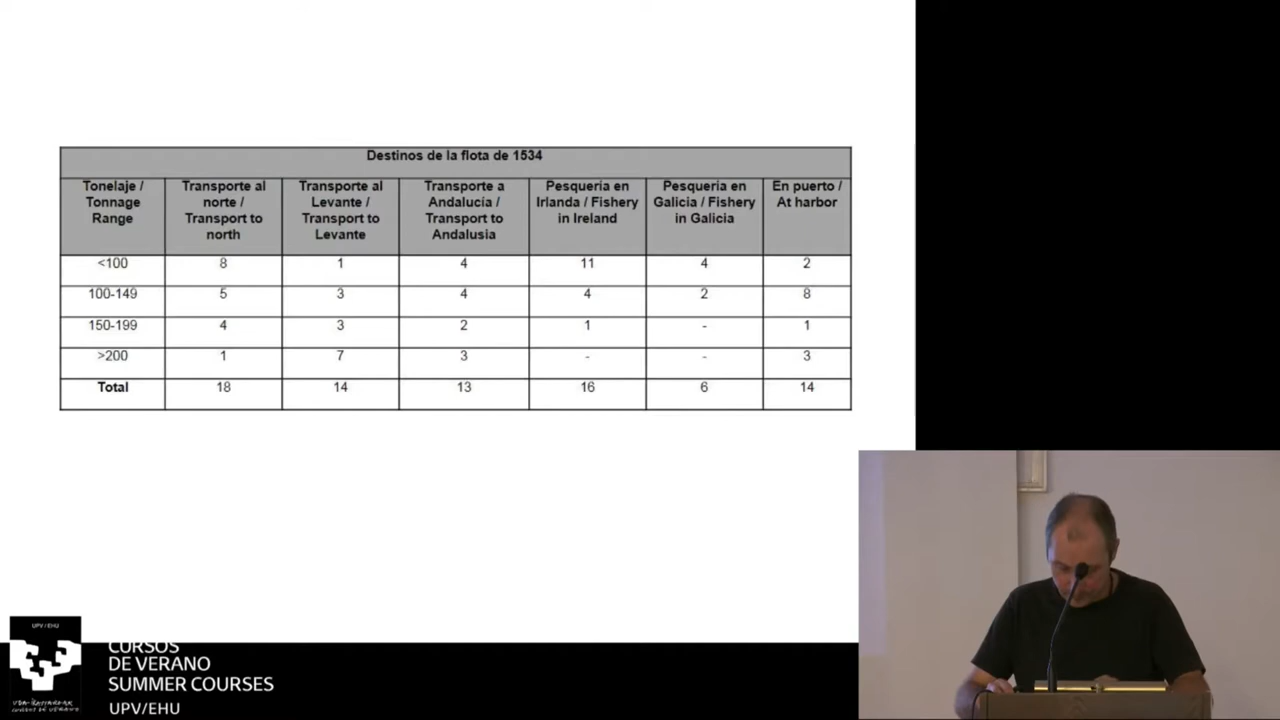 Destinos de la flota de 1534
Tonelaje / Tonnage Range
Transporte al norte / Transport to north
Transporte al Levante / Transport to Levante
Transporte a Andalucía / Transport to Andalusia
Pesquería en Irlanda / Fishery in Ireland
Pesquería en Galicia / Fishery in Galicia
En puerto / At harbor
<100 8 1 4 11 4 2
100-149 5 3 4 4 2 8
150-199 4 3 2 1 - 1
>200 1 7 3 - - 3
Total 18 14 13 16 6 14
UPV / EHU
CURSOS
DE VERANO
SUMMER COURSES
UPV/EHU